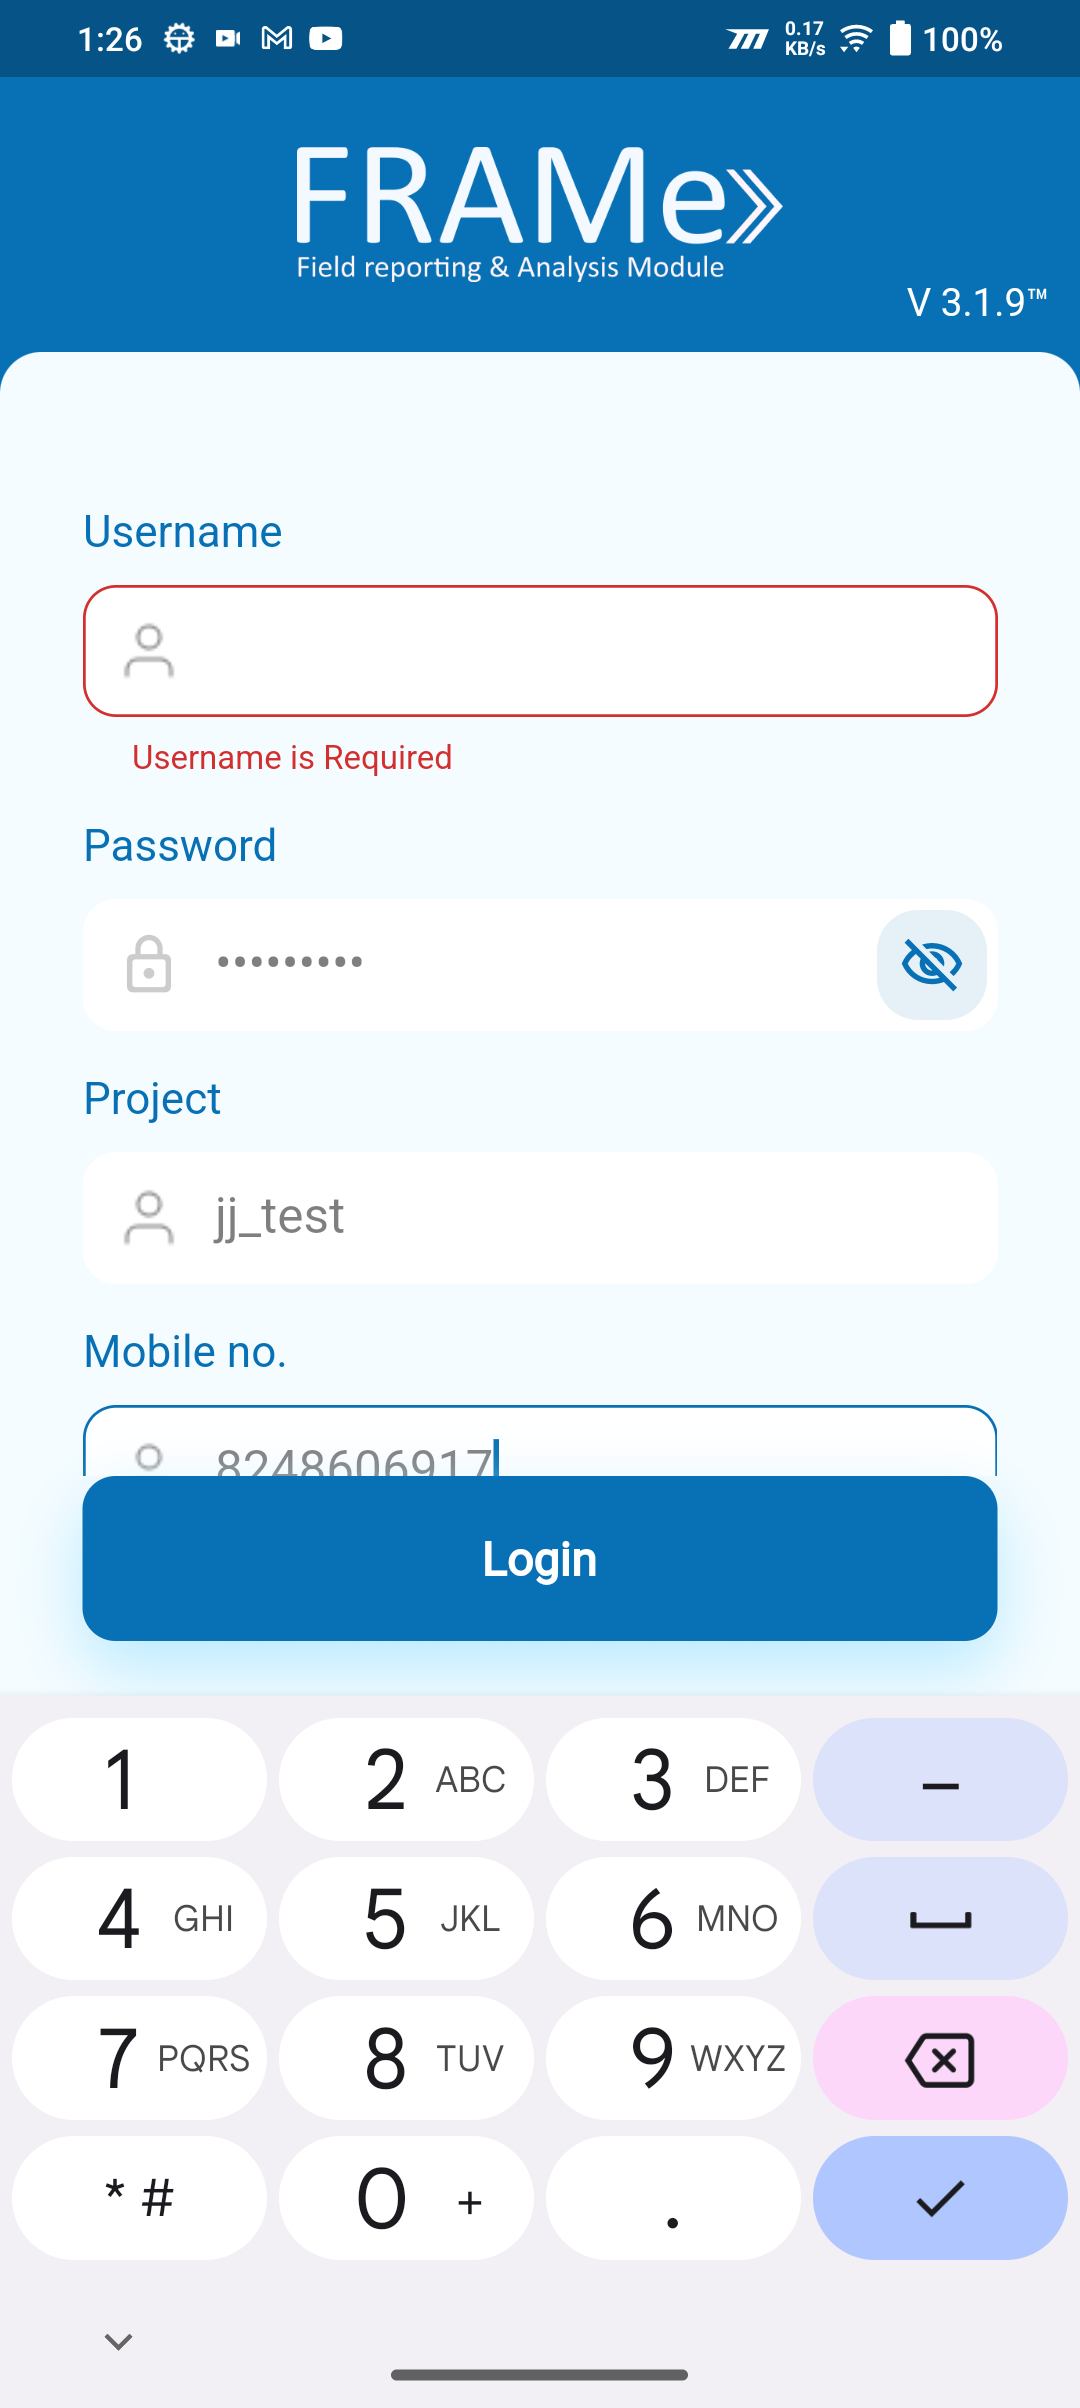 1:26
0.17
KB/s
100%
FRAMe
Field reporting & Analysis Module
V 3.1.9™
Username
Username is Required
Password
•••••••••
Project
jj_test
Mobile no.
8248606917
Login
1
2 ABC
3 DEF
–
4 GHI
5 JKL
6 MNO
7 PQRS
8 TUV
9 WXYZ
* #
0 +
.